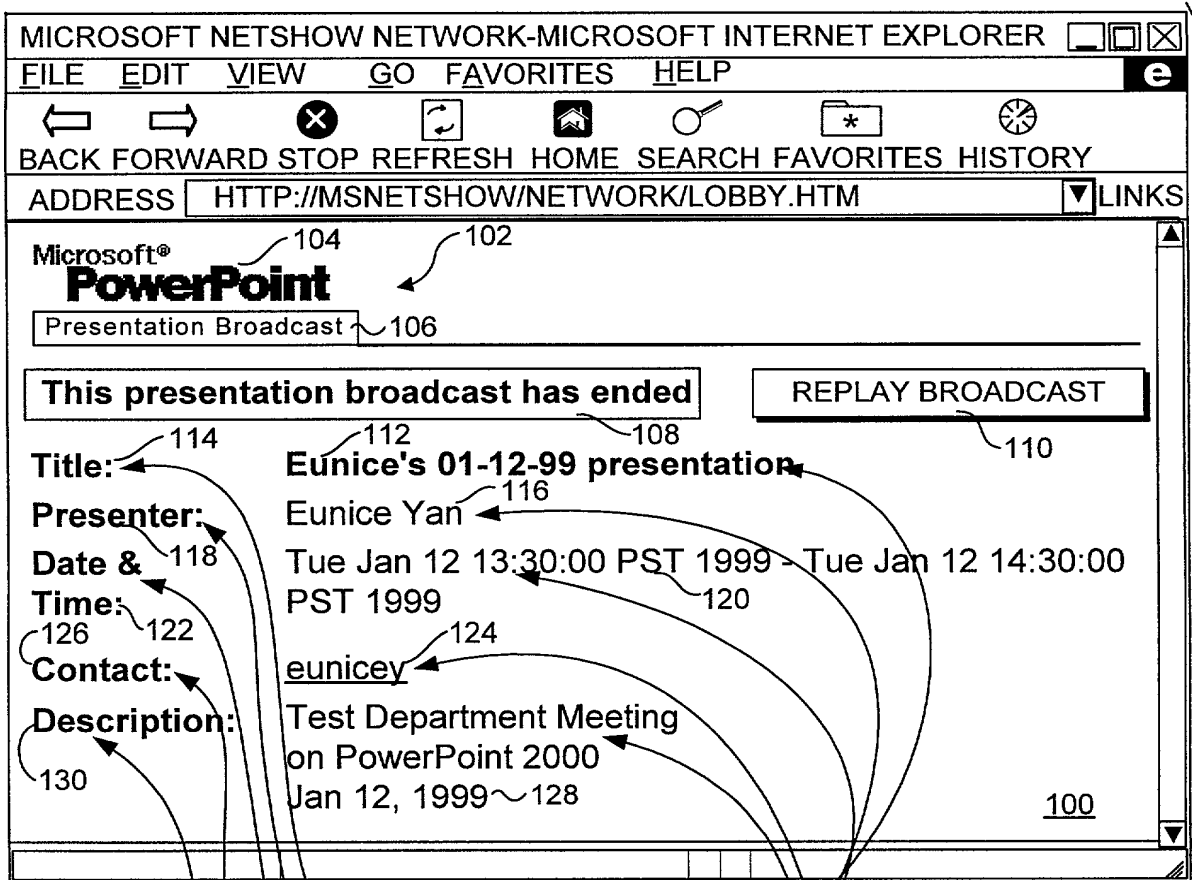 MICROSOFT NETSHOW NETWORK-MICROSOFT INTERNET EXPLORER
FILE EDIT VIEW GO FAVORITES HELP
e
BACK FORWARD STOP REFRESH HOME SEARCH FAVORITES HISTORY
ADDRESS HTTP://MSNETSHOW/NETWORK/LOBBY.HTM LINKS
104 102
Microsoft®
PowerPoint
Presentation Broadcast 106
This presentation broadcast has ended REPLAY BROADCAST
114 112 108 110
Title: Eunice's 01-12-99 presentation
116
Presenter: Eunice Yan
118
Date & Tue Jan 12 13:30:00 PST 1999 - Tue Jan 12 14:30:00
120
Time: PST 1999
122
126 124
Contact: eunicey
Description: Test Department Meeting
on PowerPoint 2000
130
Jan 12, 1999 128
100